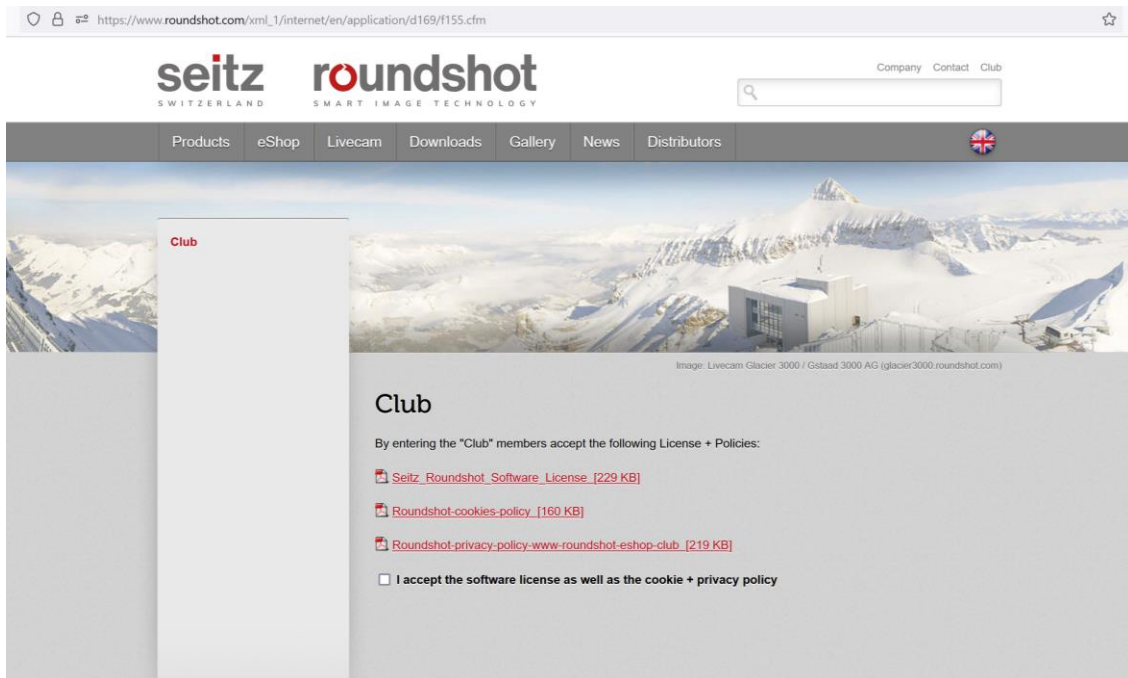 https://www.roundshot.com/xml_1/internet/en/application/d169/f155.cfm
seitz roundshot
SWITZERLAND SMART IMAGE TECHNOLOGY
Company Contact Club
Products eShop Livecam Downloads Gallery News Distributors
Club
Image: Livecam Glacier 3000 / Gstaad 3000 AG (glacier3000.roundshot.com)
Club
By entering the "Club" members accept the following License + Policies:
Seitz_Roundshot_Software_License [229 KB]
Roundshot-cookies-policy [160 KB]
Roundshot-privacy-policy-www-roundshot-eshop-club [219 KB]
I accept the software license as well as the cookie + privacy policy